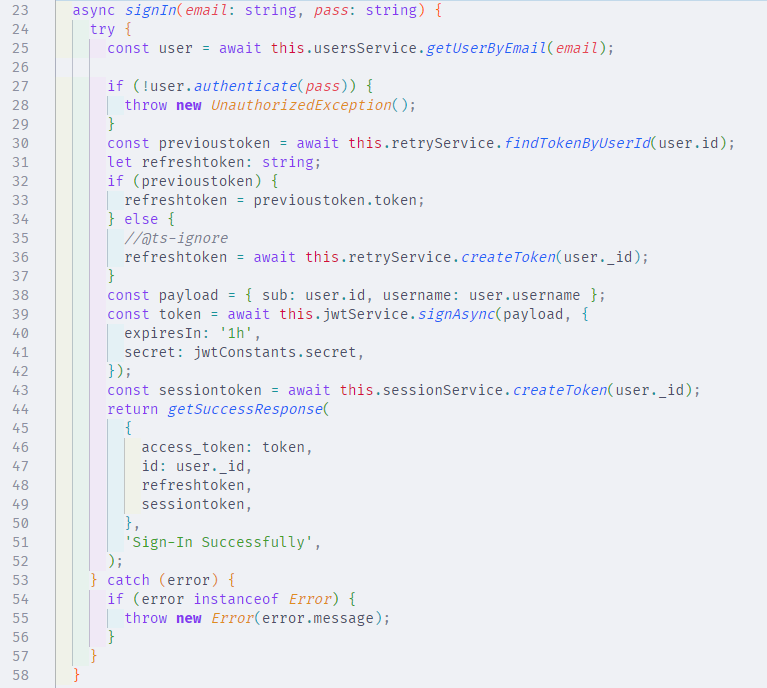 23 async signIn(email: string, pass: string) {
24 try {
25 const user = await this.usersService.getUserByEmail(email);
26
27 if (!user.authenticate(pass)) {
28 throw new UnauthorizedException();
29 }
30 const previoustoken = await this.retryService.findTokenByUserId(user.id);
31 let refreshtoken: string;
32 if (previoustoken) {
33 refreshtoken = previoustoken.token;
34 } else {
35 //@ts-ignore
36 refreshtoken = await this.retryService.createToken(user._id);
37 }
38 const payload = { sub: user.id, username: user.username };
39 const token = await this.jwtService.signAsync(payload, {
40 expiresIn: '1h',
41 secret: jwtConstants.secret,
42 });
43 const sessiontoken = await this.sessionService.createToken(user._id);
44 return getSuccessResponse(
45 {
46 access_token: token,
47 id: user._id,
48 refreshtoken,
49 sessiontoken,
50 },
51 'Sign-In Successfully',
52 );
53 } catch (error) {
54 if (error instanceof Error) {
55 throw new Error(error.message);
56 }
57 }
58 }